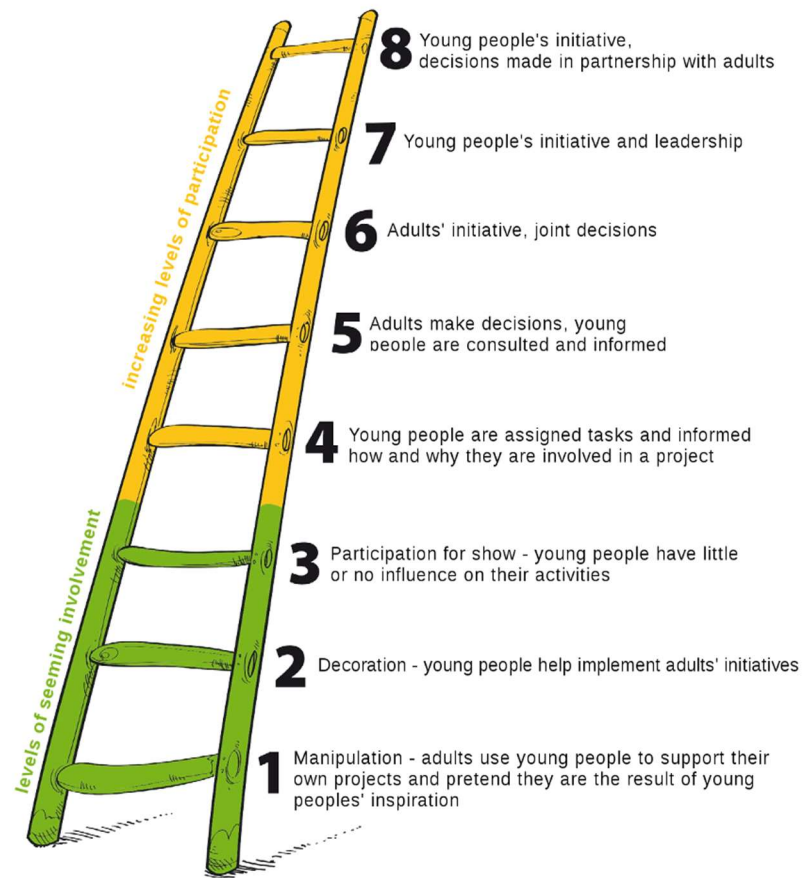 8 Young people's initiative,
decisions made in partnership with adults
7 Young people's initiative and leadership
6 Adults' initiative, joint decisions
5 Adults make decisions, young
people are consulted and informed
4 Young people are assigned tasks and informed
how and why they are involved in a project
3 Participation for show - young people have little
or no influence on their activities
2 Decoration - young people help implement adults' initiatives
1 Manipulation - adults use young people to support their
own projects and pretend they are the result of young
peoples' inspiration
increasing levels of participation
levels of seeming involvement